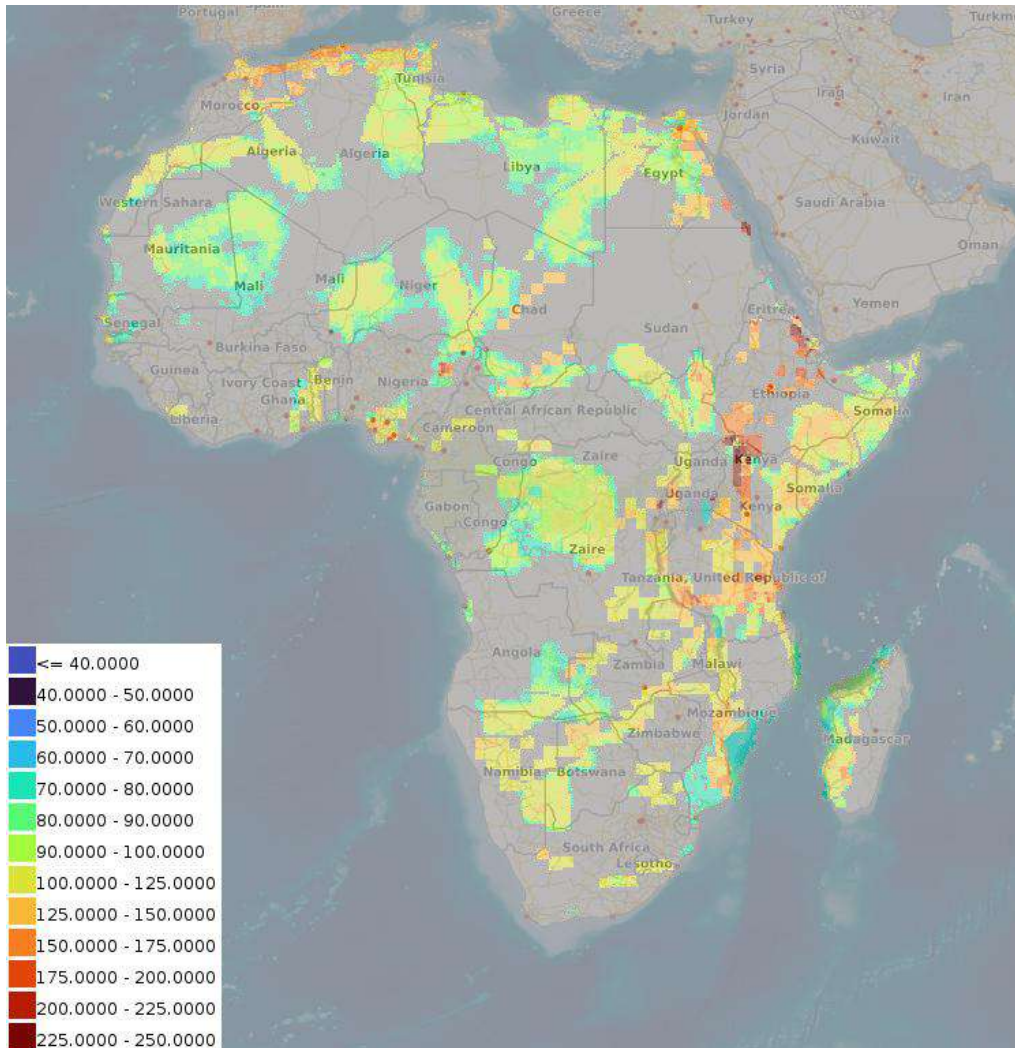 Portugal
Spain
Greece
Turkey
Turkm
Syria
Iraq
Iran
Jordan
Kuwait
Tunisia
Morocco
Algeria
Algeria
Libya
Egypt
Western Sahara
Saudi Arabia
Oman
Mauritania
Mali
Mali
Niger
Chad
Sudan
Eritrea
Yemen
Senegal
Burkina Faso
Guinea
Ivory Coast
Benin
Ghana
Nigeria
Liberia
Ethiopia
Somalia
Central African Republic
Cameroon
Congo
Zaire
Uganda
Kenya
Gabon
Congo
Uganda
Kenya
Somalia
Zaire
Tanzania, United Republic of
Angola
Zambia
Malawi
Mozambique
Zimbabwe
Madagascar
Namibia
Botswana
South Africa
Lesotho
<= 40.0000
40.0000 - 50.0000
50.0000 - 60.0000
60.0000 - 70.0000
70.0000 - 80.0000
80.0000 - 90.0000
90.0000 - 100.0000
100.0000 - 125.0000
125.0000 - 150.0000
150.0000 - 175.0000
175.0000 - 200.0000
200.0000 - 225.0000
225.0000 - 250.0000